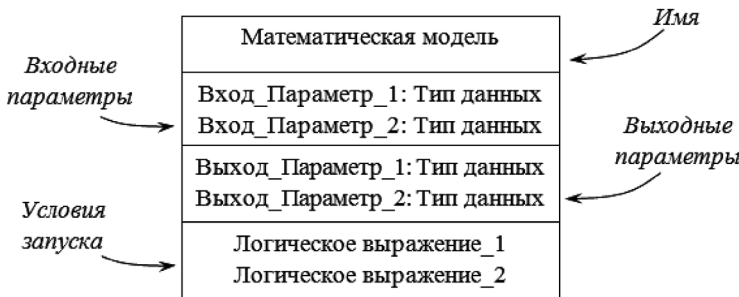 Математическая модель
Имя
Входные
параметры
Вход_Параметр_1: Тип данных
Вход_Параметр_2: Тип данных
Выходные
параметры
Выход_Параметр_1: Тип данных
Выход_Параметр_2: Тип данных
Условия
запуска
Логическое выражение_1
Логическое выражение_2